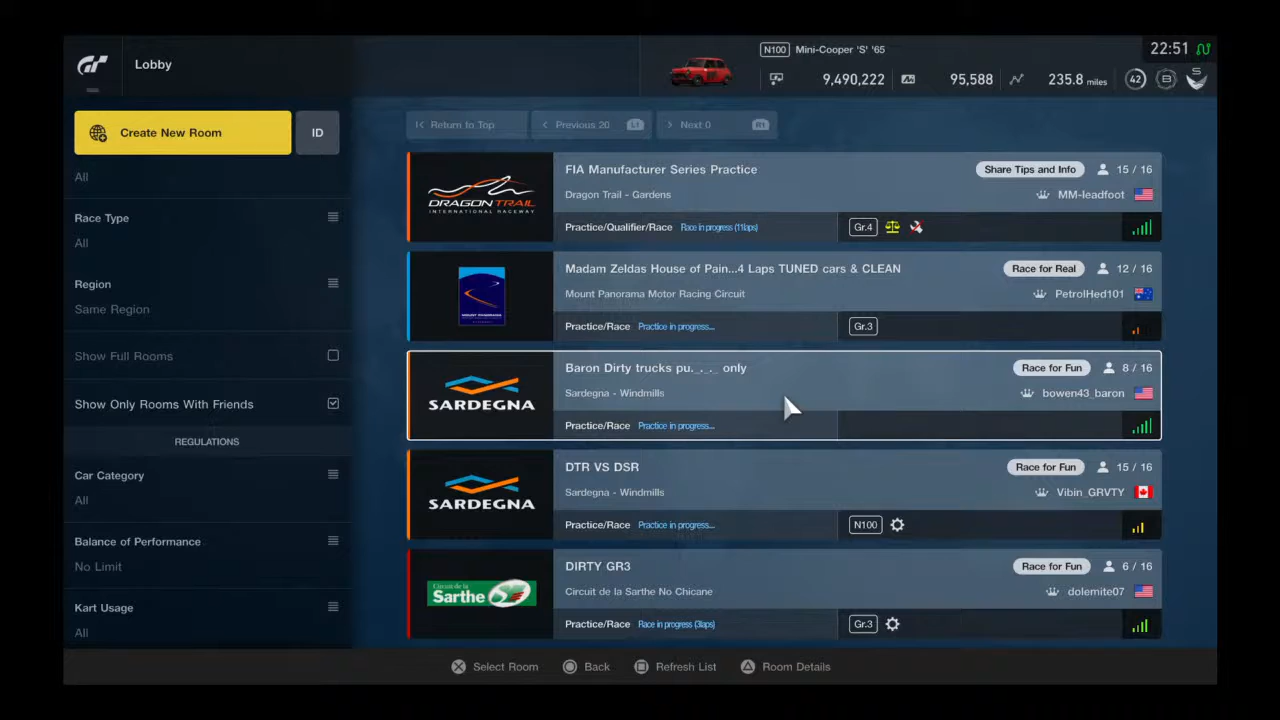 Lobby
N100 Mini-Cooper 'S' '65
22:51
9,490,222 95,588 235.8 miles 42 B S
Create New Room ID
All
Race Type
All
Region
Same Region
Show Full Rooms
Show Only Rooms With Friends
REGULATIONS
Car Category
All
Balance of Performance
No Limit
Kart Usage
All
Return to Top Previous 20 L1 Next 0 R1
DRAGON TRAIL
INTERNATIONAL RACEWAY
FIA Manufacturer Series Practice Share Tips and Info 15 / 16
Dragon Trail - Gardens MM-leadfoot
Practice/Qualifier/Race Race in progress (11laps) Gr.4
MOUNT PANORAMA
Madam Zeldas House of Pain...4 Laps TUNED cars & CLEAN Race for Real 12 / 16
Mount Panorama Motor Racing Circuit PetrolHed101
Practice/Race Practice in progress... Gr.3
SARDEGNA
Baron Dirty trucks pu._._._ only Race for Fun 8 / 16
Sardegna - Windmills bowen43_baron
Practice/Race Practice in progress...
SARDEGNA
DTR VS DSR Race for Fun 15 / 16
Sardegna - Windmills Vibin_GRVTY
Practice/Race Practice in progress... N100
Circuit de la
Sarthe
DIRTY GR3 Race for Fun 6 / 16
Circuit de la Sarthe No Chicane dolemite07
Practice/Race Race in progress (3laps) Gr.3
Select Room Back Refresh List Room Details